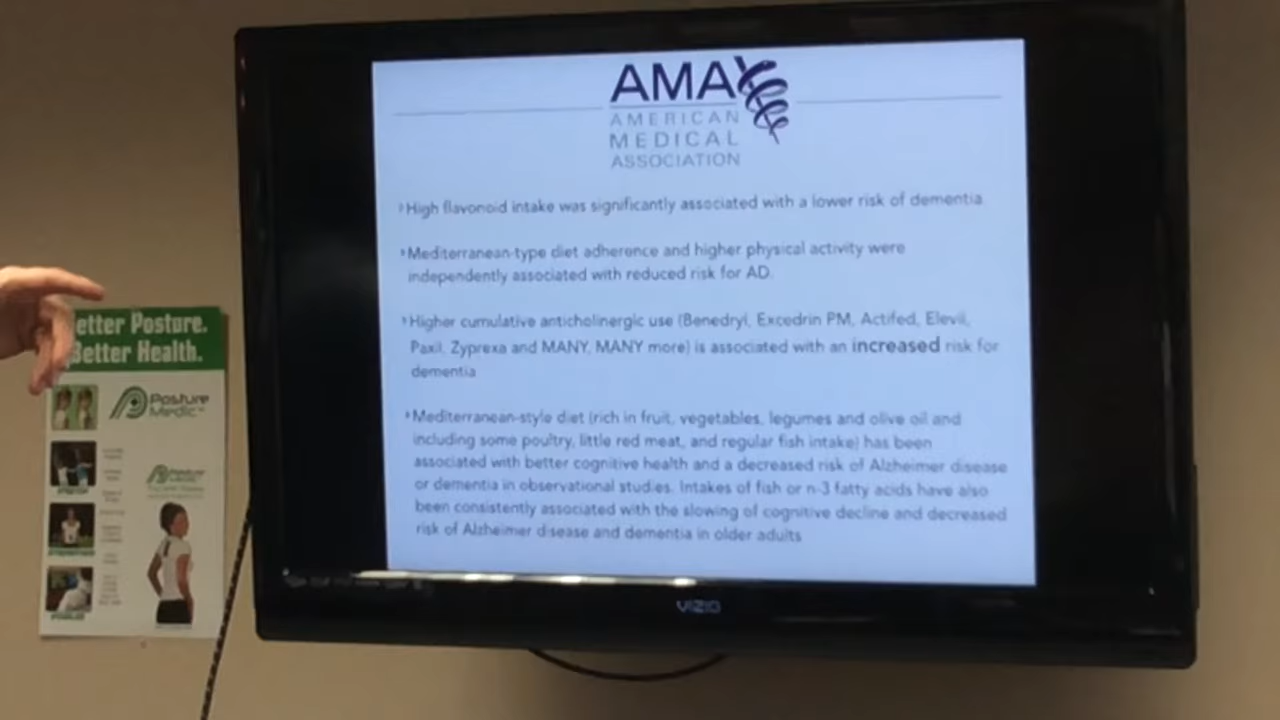 AMA
AMERICAN
MEDICAL
ASSOCIATION
High flavonoid intake was significantly associated with a lower risk of dementia
Mediterranean-type diet adherence and higher physical activity were
independently associated with reduced risk for AD.
Higher cumulative anticholinergic use (Benedryl, Excedrin PM, Actifed, Elevil,
Paxil, Zyprexa and MANY, MANY more) is associated with an increased risk for
dementia
Mediterranean-style diet (rich in fruit, vegetables, legumes and olive oil and
including some poultry, little red meat, and regular fish intake) has been
associated with better cognitive health and a decreased risk of Alzheimer disease
or dementia in observational studies. Intakes of fish or n-3 fatty acids have also
been consistently associated with the slowing of cognitive decline and decreased
risk of Alzheimer disease and dementia in older adults
VIZIO
etter Posture.
Better Health.
Posture
Medic™